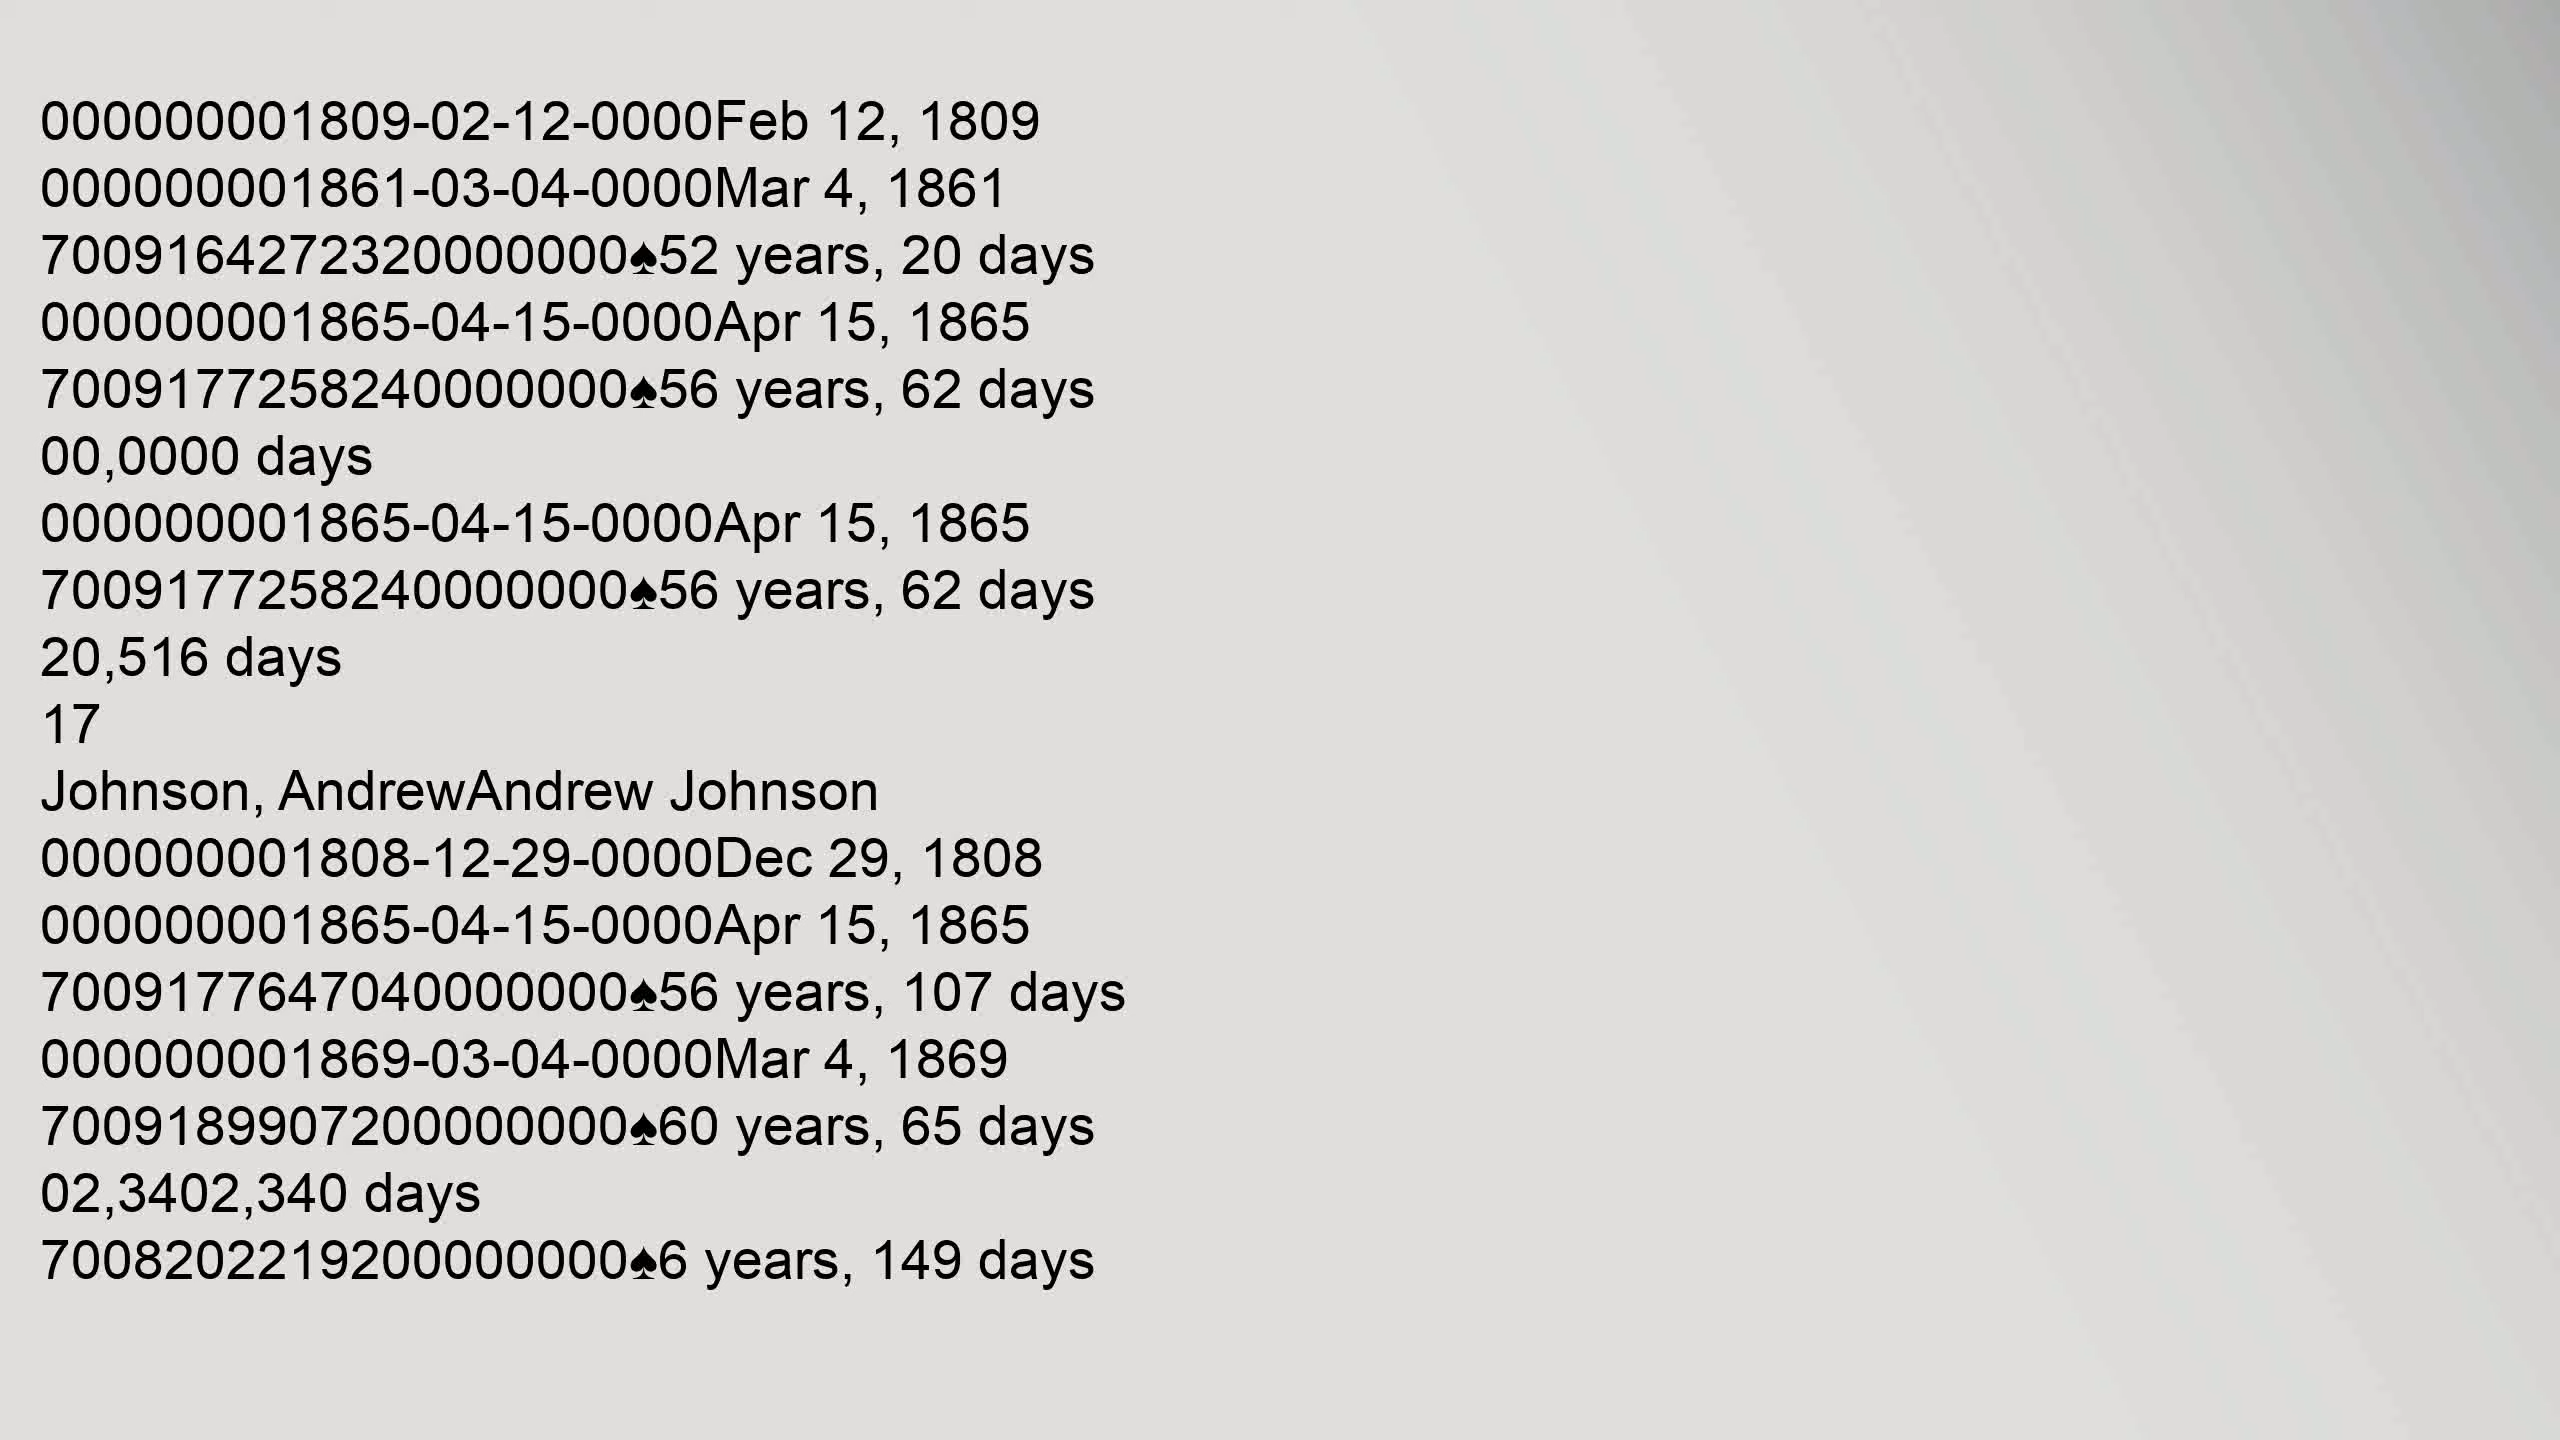 000000001809-02-12-0000Feb 12, 1809
000000001861-03-04-0000Mar 4, 1861
7009164272320000000♠52 years, 20 days
000000001865-04-15-0000Apr 15, 1865
7009177258240000000♠56 years, 62 days
00,0000 days
000000001865-04-15-0000Apr 15, 1865
7009177258240000000♠56 years, 62 days
20,516 days
17
Johnson, AndrewAndrew Johnson
000000001808-12-29-0000Dec 29, 1808
000000001865-04-15-0000Apr 15, 1865
7009177647040000000♠56 years, 107 days
000000001869-03-04-0000Mar 4, 1869
7009189907200000000♠60 years, 65 days
02,3402,340 days
7008202219200000000♠6 years, 149 days